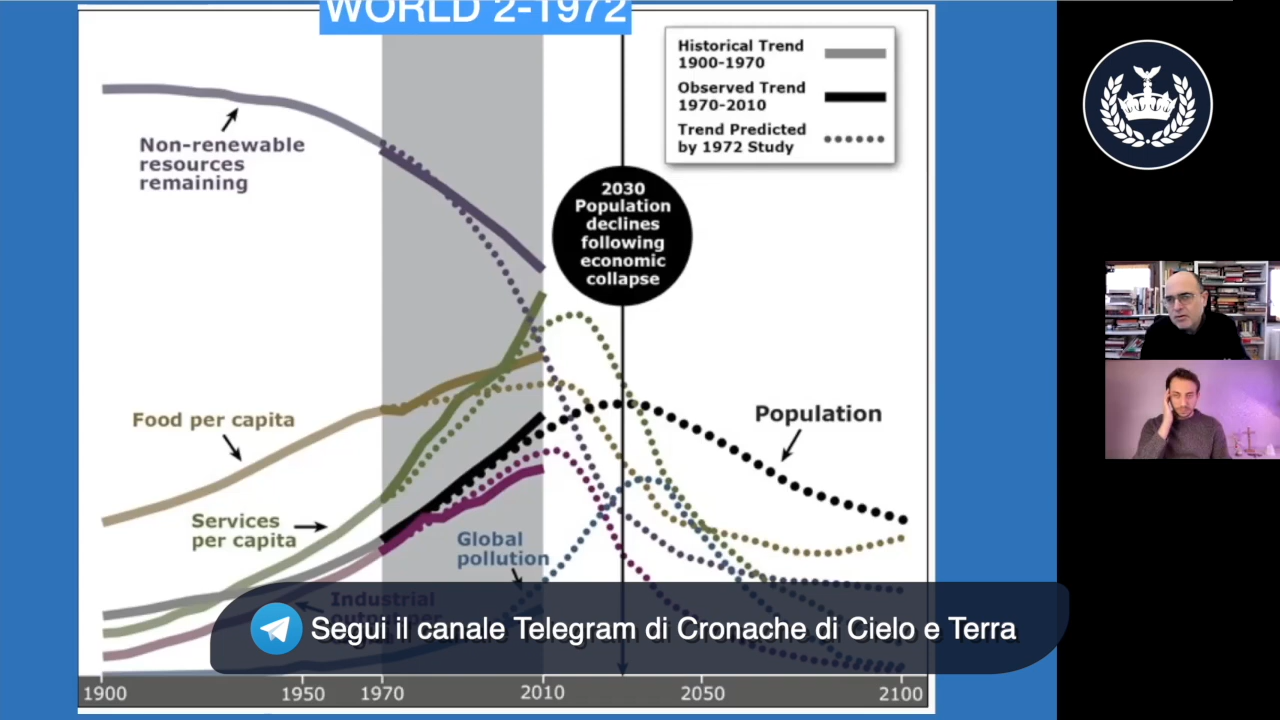 WORLD 2-1972
Historical Trend
1900-1970
Observed Trend
1970-2010
Trend Predicted
by 1972 Study
Non-renewable
resources
remaining
2030
Population
declines
following
economic
collapse
Food per capita
Population
Services
per capita
Global
pollution
Industrial
Segui il canale Telegram di Cronache di Cielo e Terra
1900 1950 1970 2010 2050 2100